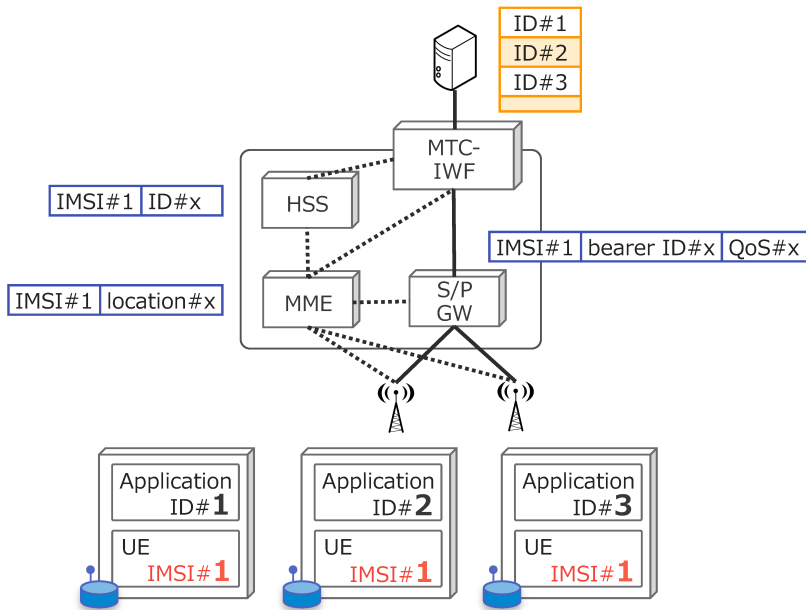 ID#1
ID#2
ID#3
MTC-
IWF
IMSI#1 ID#x
HSS
IMSI#1 bearer ID#x QoS#x
IMSI#1 location#x
MME
S/P
GW
Application
ID#1
UE
IMSI#1
Application
ID#2
UE
IMSI#1
Application
ID#3
UE
IMSI#1